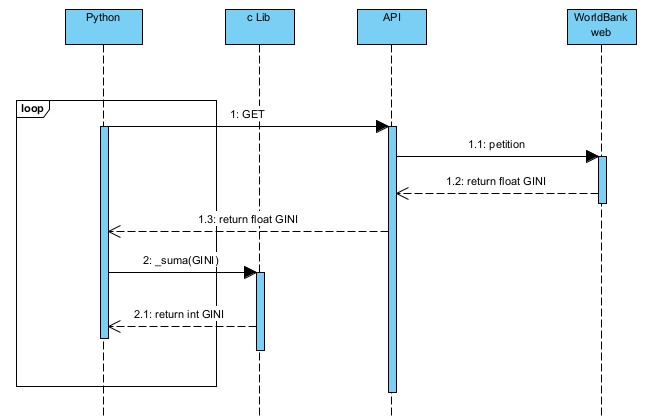 Python
c Lib
API
WorldBank
web
loop
1: GET
1.1: petition
1.2: return float GINI
1.3: return float GINI
2: _suma(GINI)
2.1: return int GINI